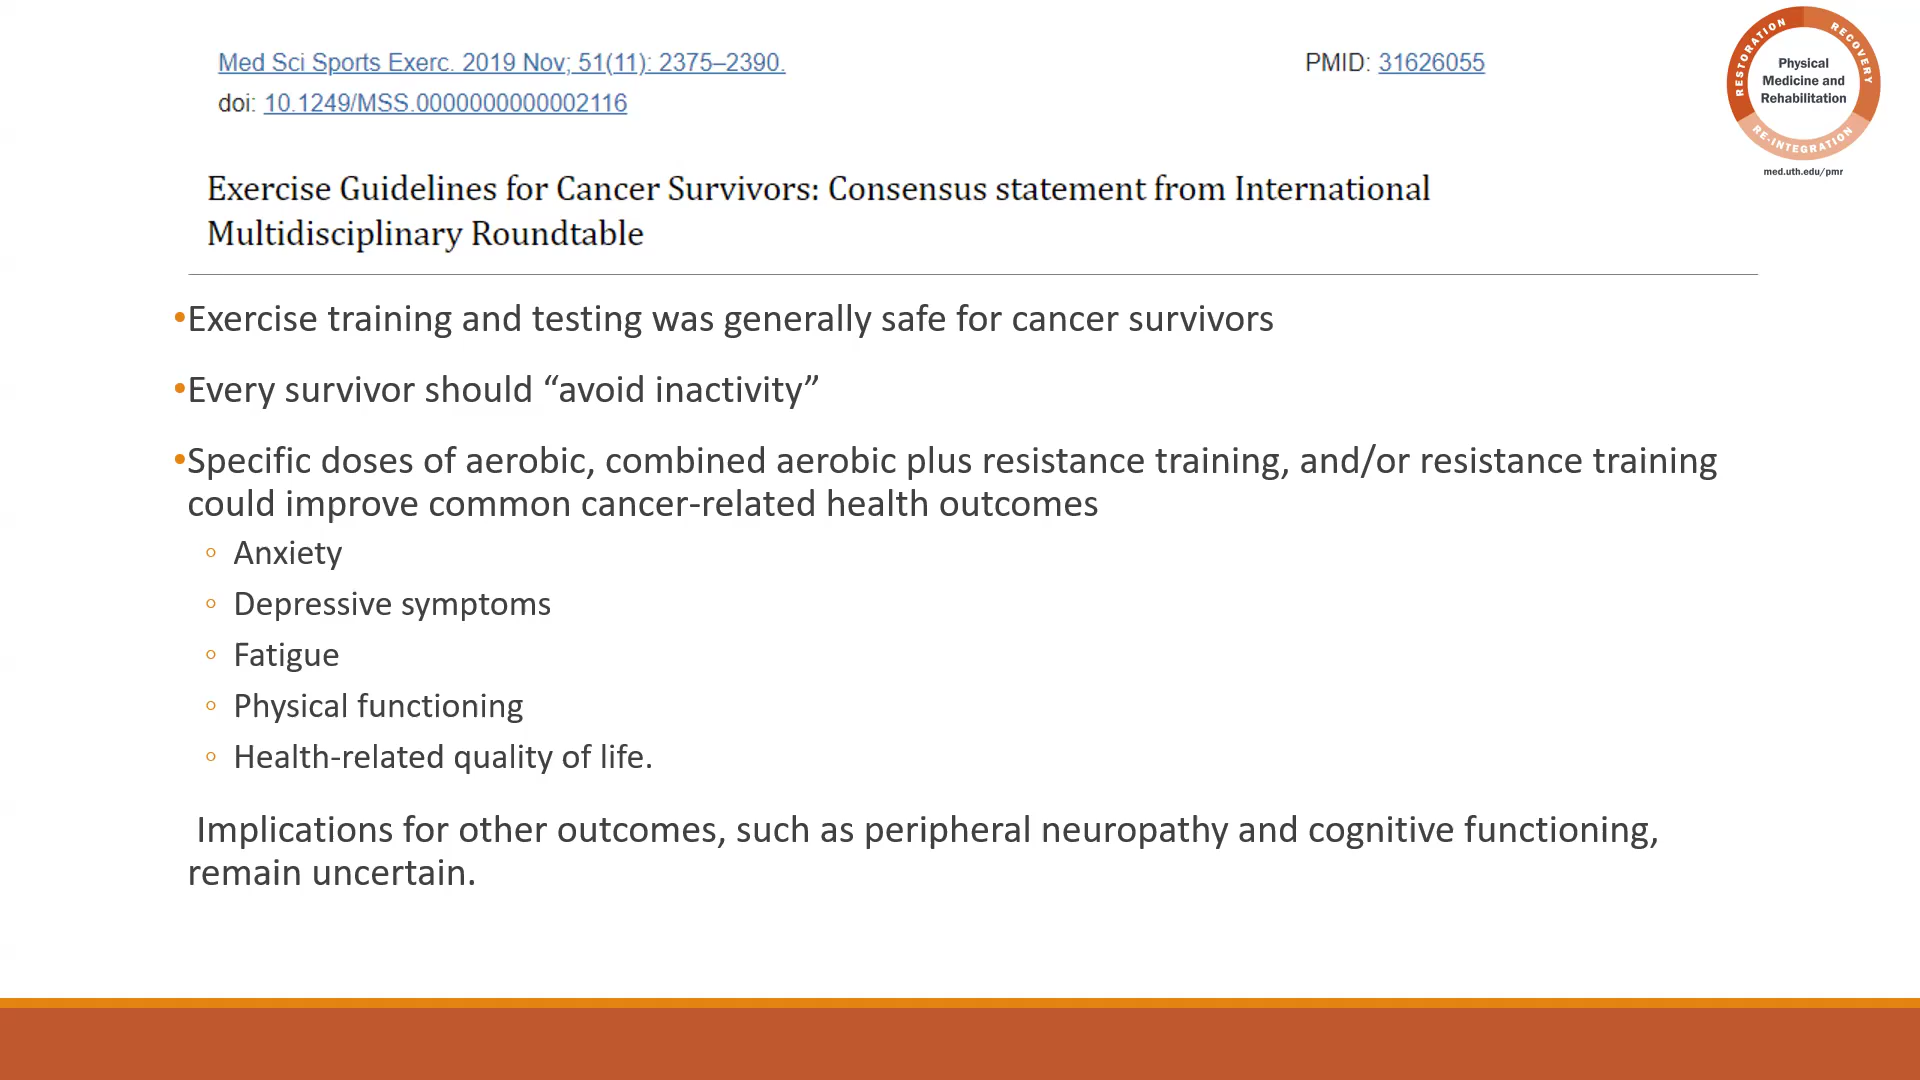 Med Sci Sports Exerc. 2019 Nov; 51(11): 2375–2390.
PMID: 31626055
doi: 10.1249/MSS.0000000000002116
RESTORATION
RECOVERY
RE-INTEGRATION
Physical
Medicine and
Rehabilitation
med.uth.edu/pmr
Exercise Guidelines for Cancer Survivors: Consensus statement from International
Multidisciplinary Roundtable
•Exercise training and testing was generally safe for cancer survivors
•Every survivor should “avoid inactivity”
•Specific doses of aerobic, combined aerobic plus resistance training, and/or resistance training
could improve common cancer-related health outcomes
◦ Anxiety
◦ Depressive symptoms
◦ Fatigue
◦ Physical functioning
◦ Health-related quality of life.
Implications for other outcomes, such as peripheral neuropathy and cognitive functioning,
remain uncertain.